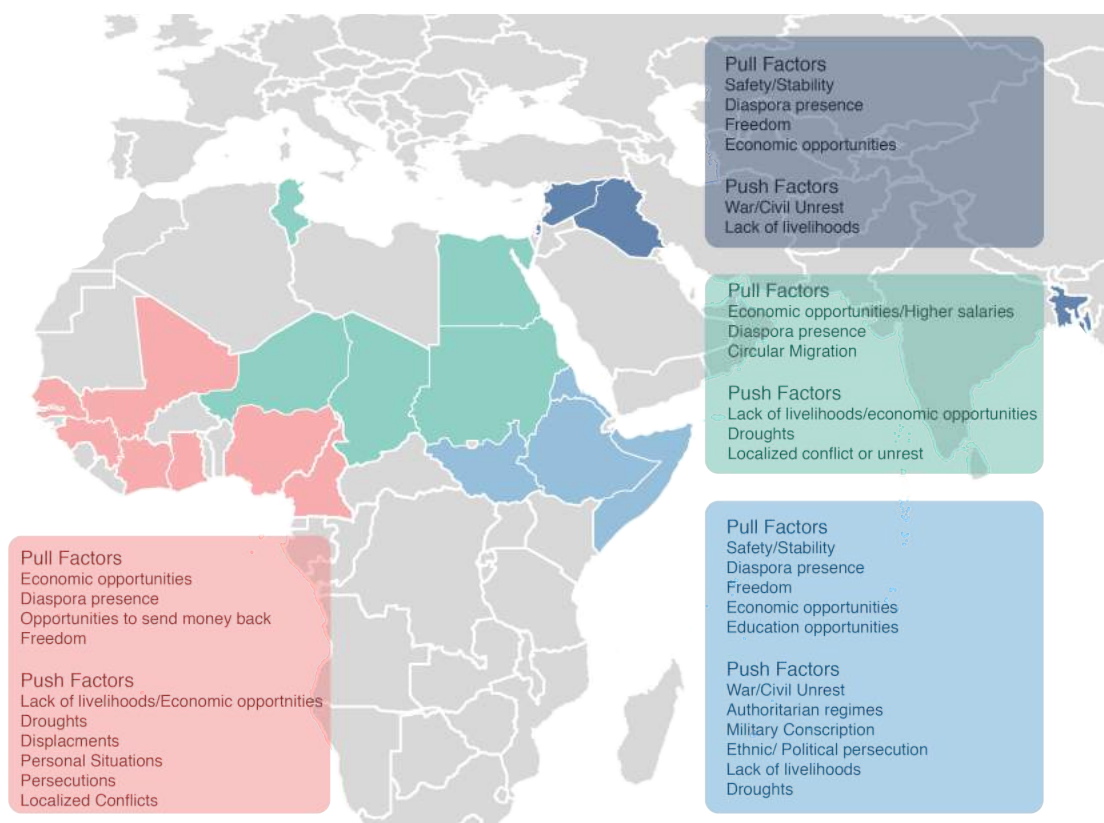 Pull Factors
Safety/Stability
Diaspora presence
Freedom
Economic opportunities
Push Factors
War/Civil Unrest
Lack of livelihoods
Pull Factors
Economic opportunities/Higher salaries
Diaspora presence
Circular Migration
Push Factors
Lack of livelihoods/economic opportunities
Droughts
Localized conflict or unrest
Pull Factors
Safety/Stability
Diaspora presence
Freedom
Economic opportunities
Education opportunities
Push Factors
War/Civil Unrest
Authoritarian regimes
Military Conscription
Ethnic/ Political persecution
Lack of livelihoods
Droughts
Pull Factors
Economic opportunities
Diaspora presence
Opportunities to send money back
Freedom
Push Factors
Lack of livelihoods/Economic opportnities
Droughts
Displacments
Personal Situations
Persecutions
Localized Conflicts